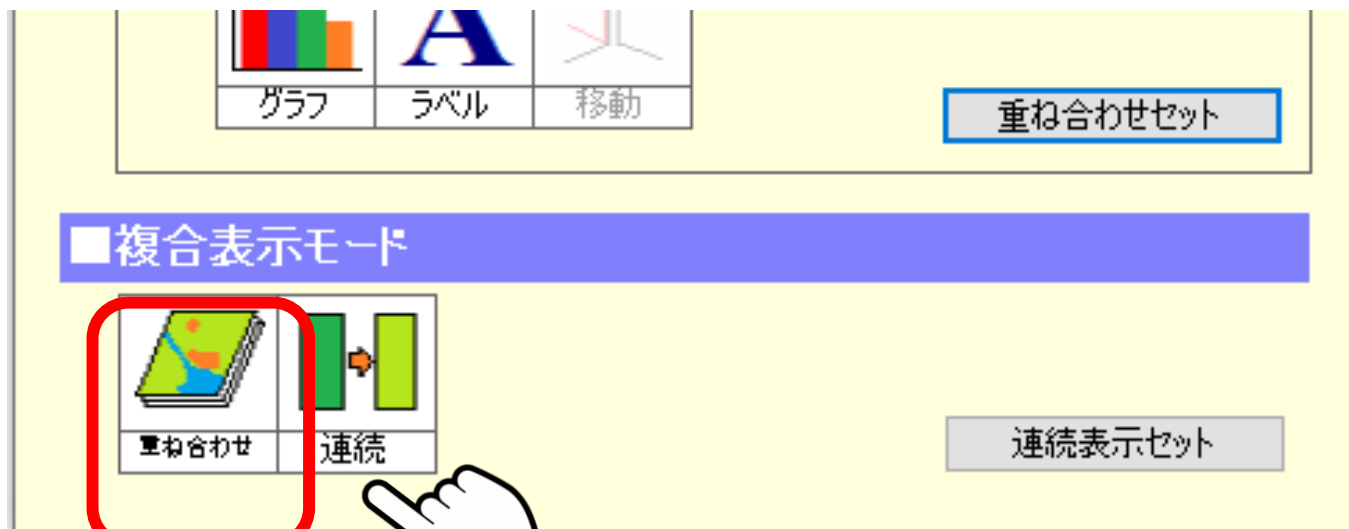 グラフ ラベル 移動
重ね合わせセット
■複合表示モード
重ね合わせ 連続
連続表示セット